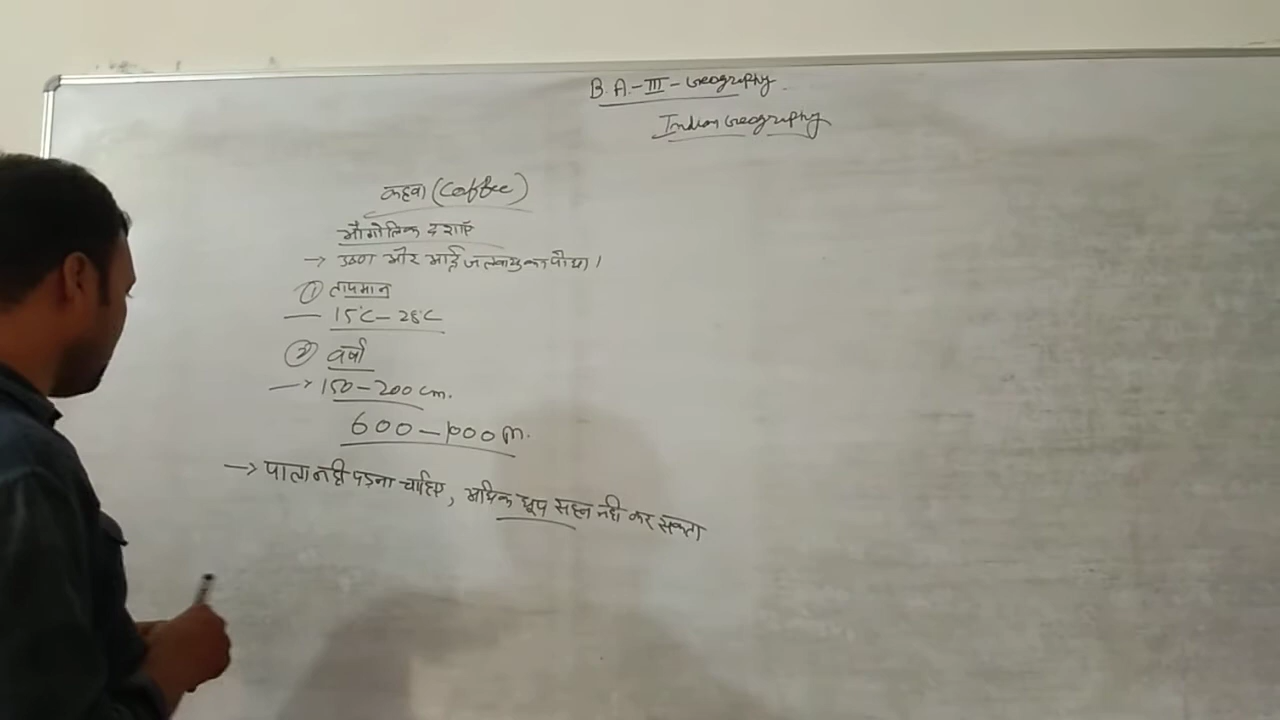 B.A.-III-Geography
Indian Geography
कहवा (Coffee)
भौगोलिक दशाएँ
→ उष्ण और आर्द्र जलवायु का पौधा।
① तापमान
— 15°C - 28°C
② वर्षा
→ 150-200 cm.
600-1000 m.
→ पाला नही पड़ना चाहिए, अधिक धूप सहन नही कर सकता